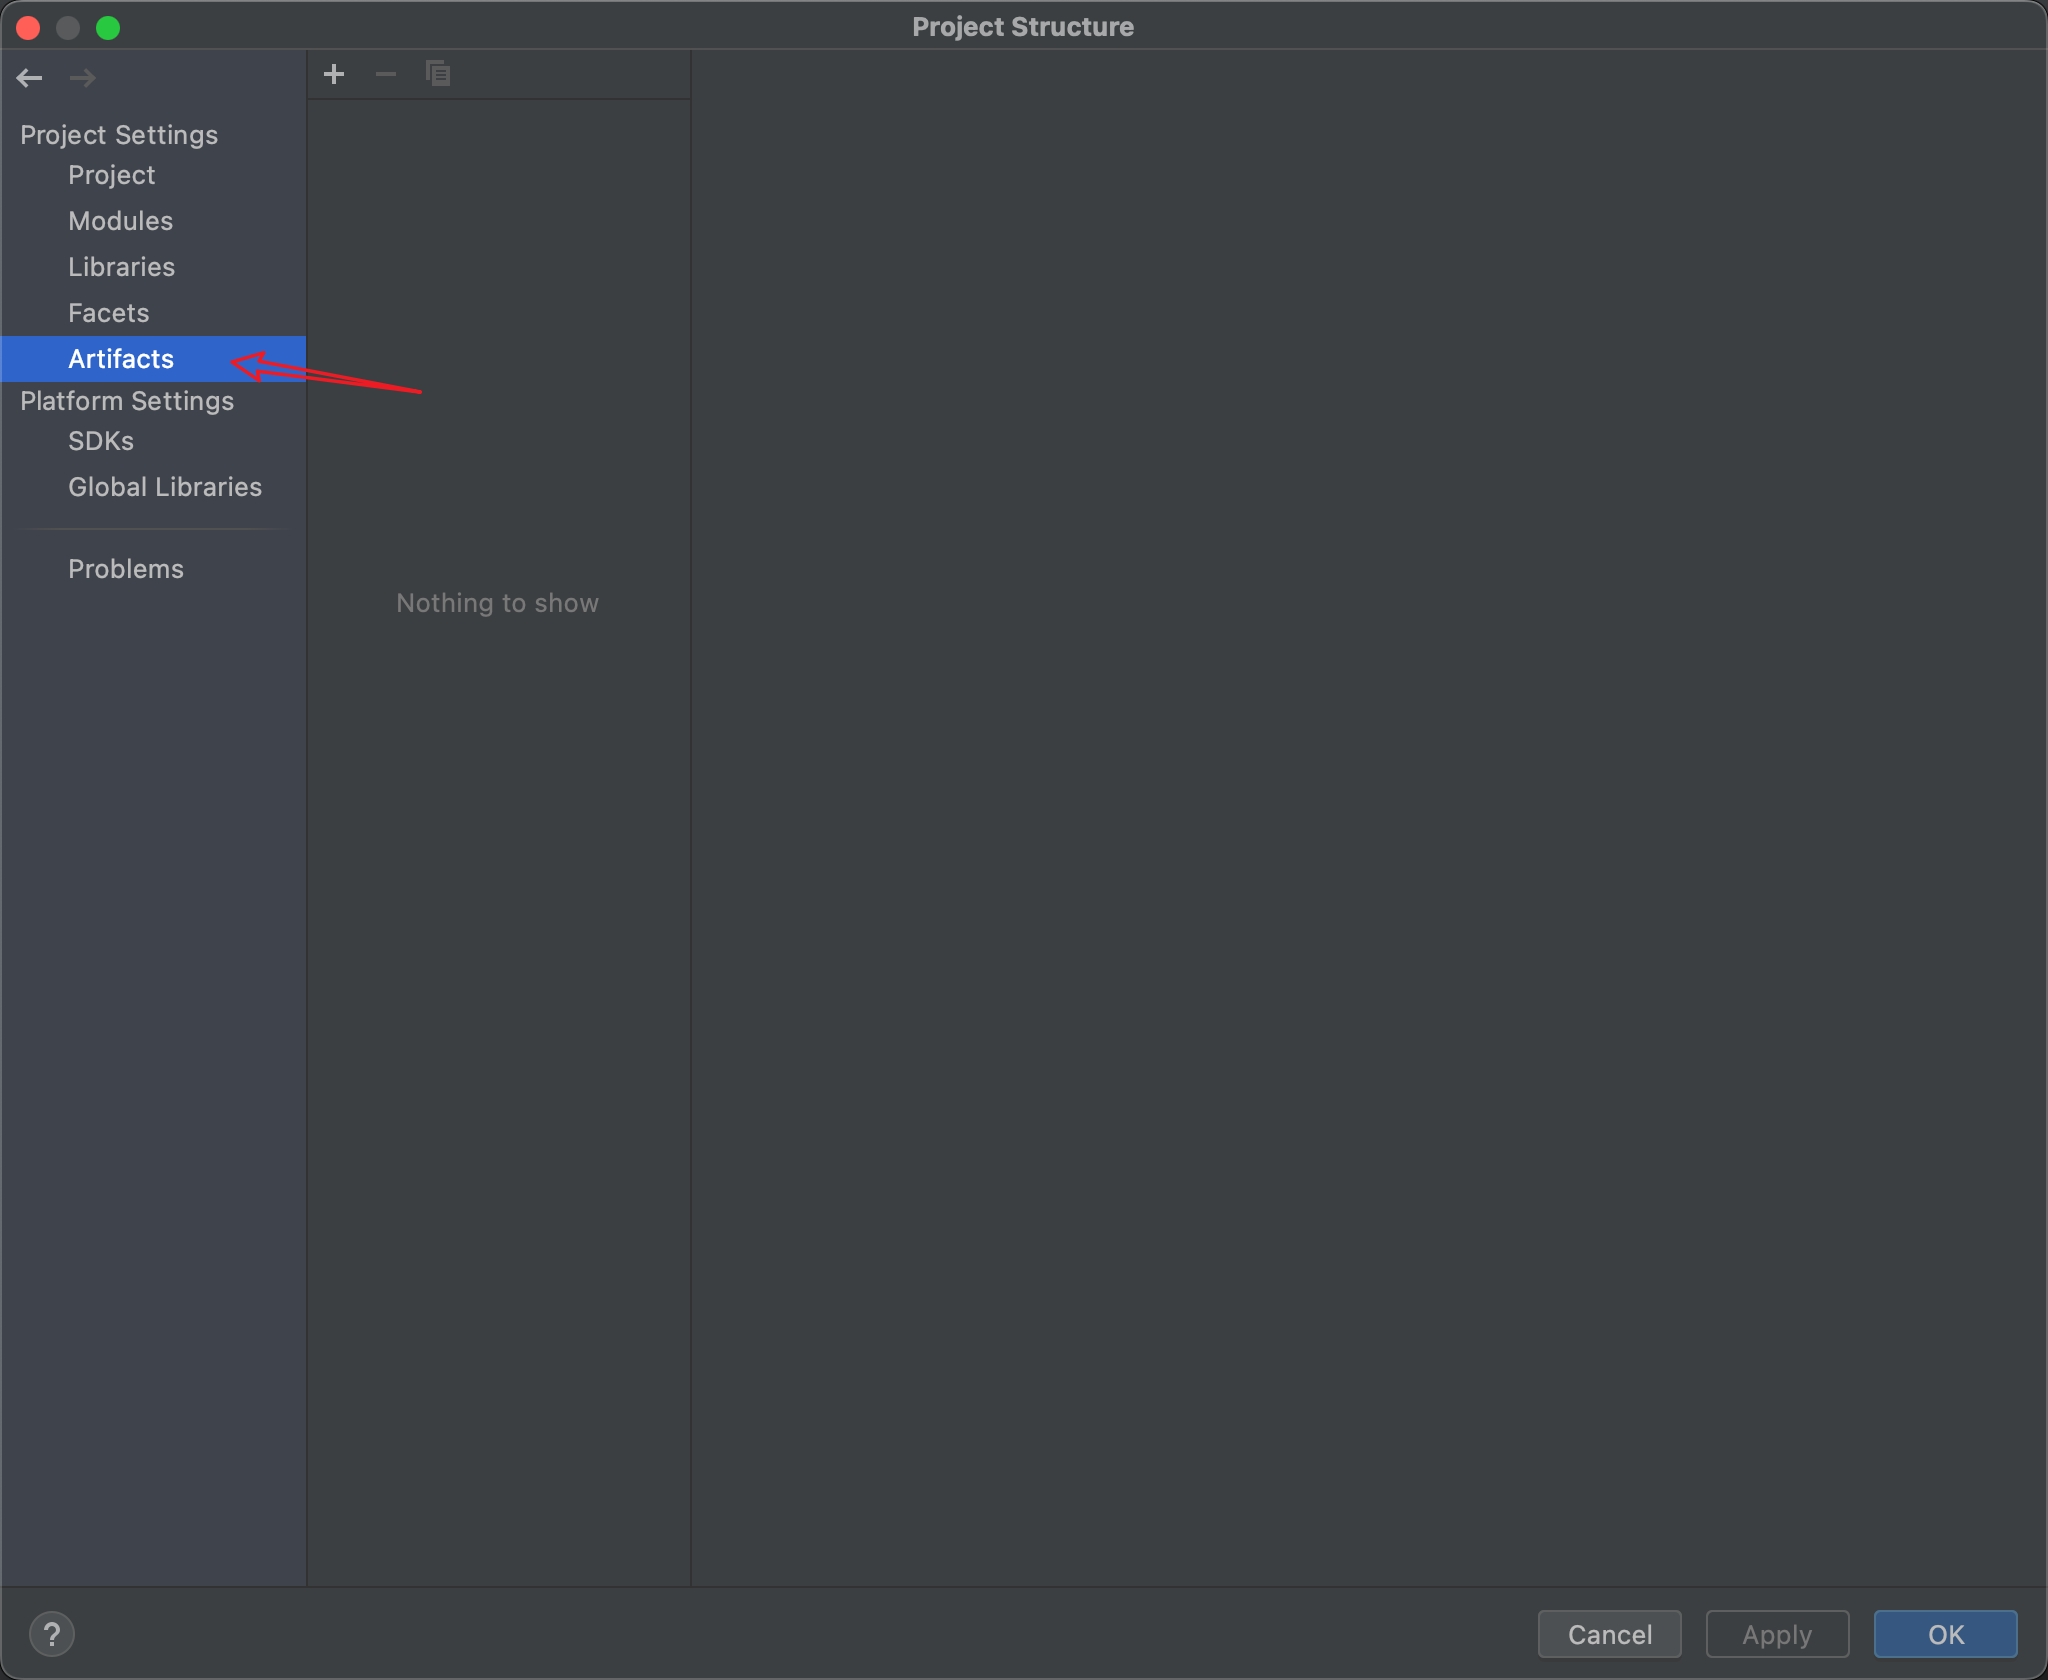 Project Structure
Project Settings
Project
Modules
Libraries
Facets
Artifacts
Platform Settings
SDKs
Global Libraries
Problems
Nothing to show
?
Cancel
Apply
OK